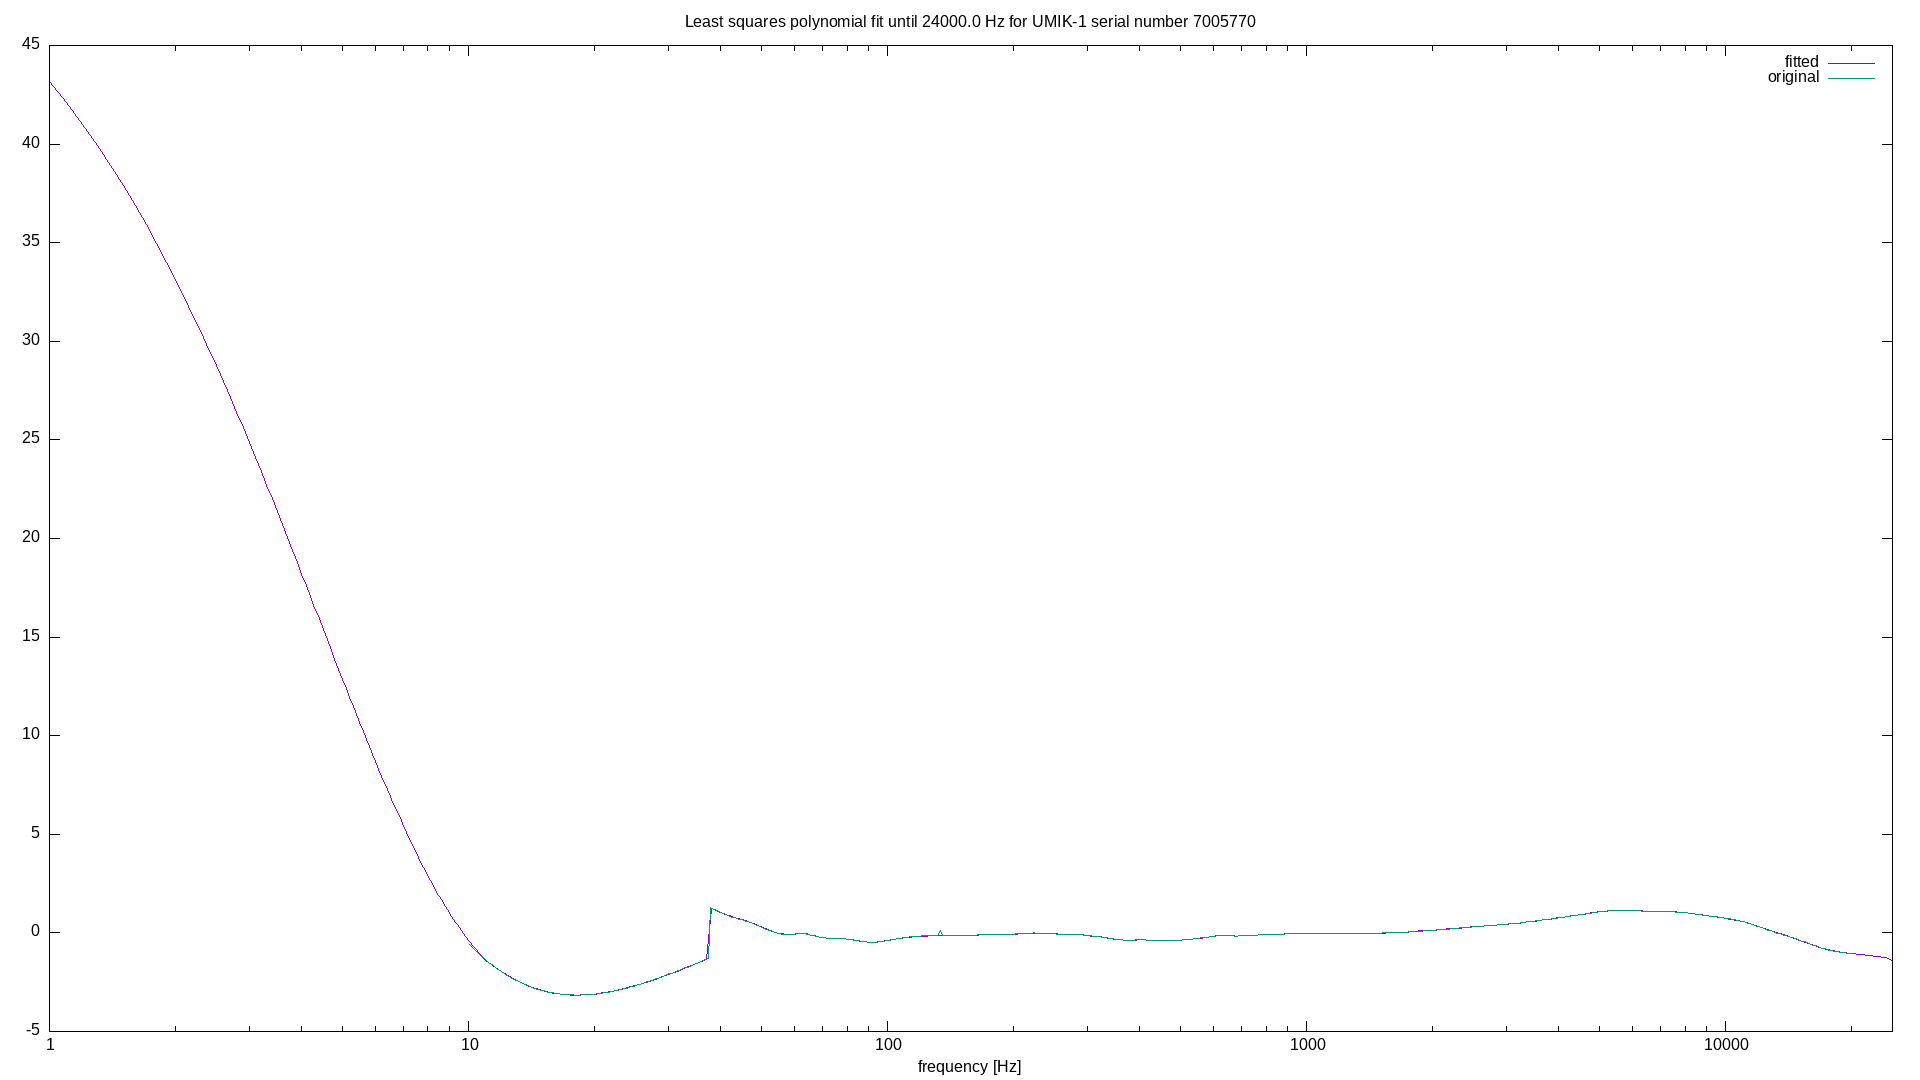 Least squares polynomial fit until 24000.0 Hz for UMIK-1 serial number 7005770
45
40
35
30
25
20
15
10
5
0
-5
fitted
original
1 10 100 1000 10000
frequency [Hz]